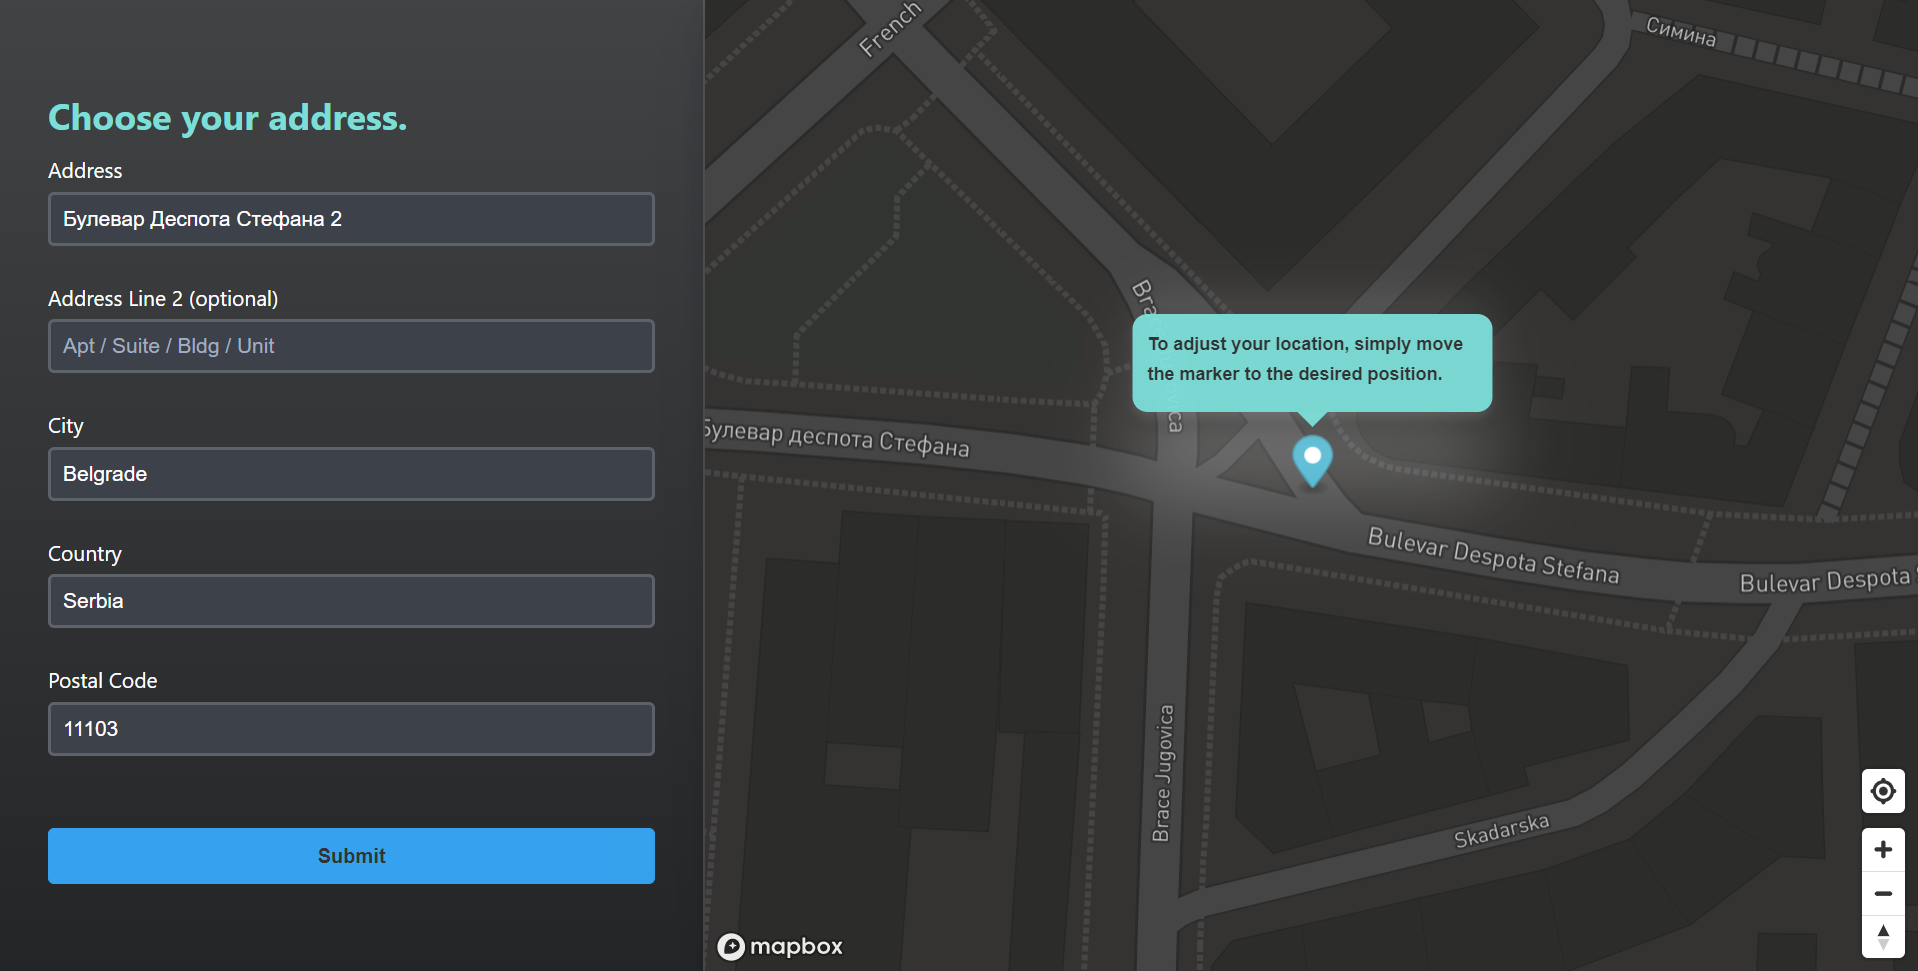 Choose your address.
Address
Булевар Деспота Стефана 2
Address Line 2 (optional)
Apt / Suite / Bldg / Unit
City
Belgrade
Country
Serbia
Postal Code
11103
Submit
French
Симина
To adjust your location, simply move
the marker to the desired position.
Булевар деспота Стефана
Bulevar Despota Stefana
Bulevar Despota
Brace Jugovica
Skadarska
mapbox